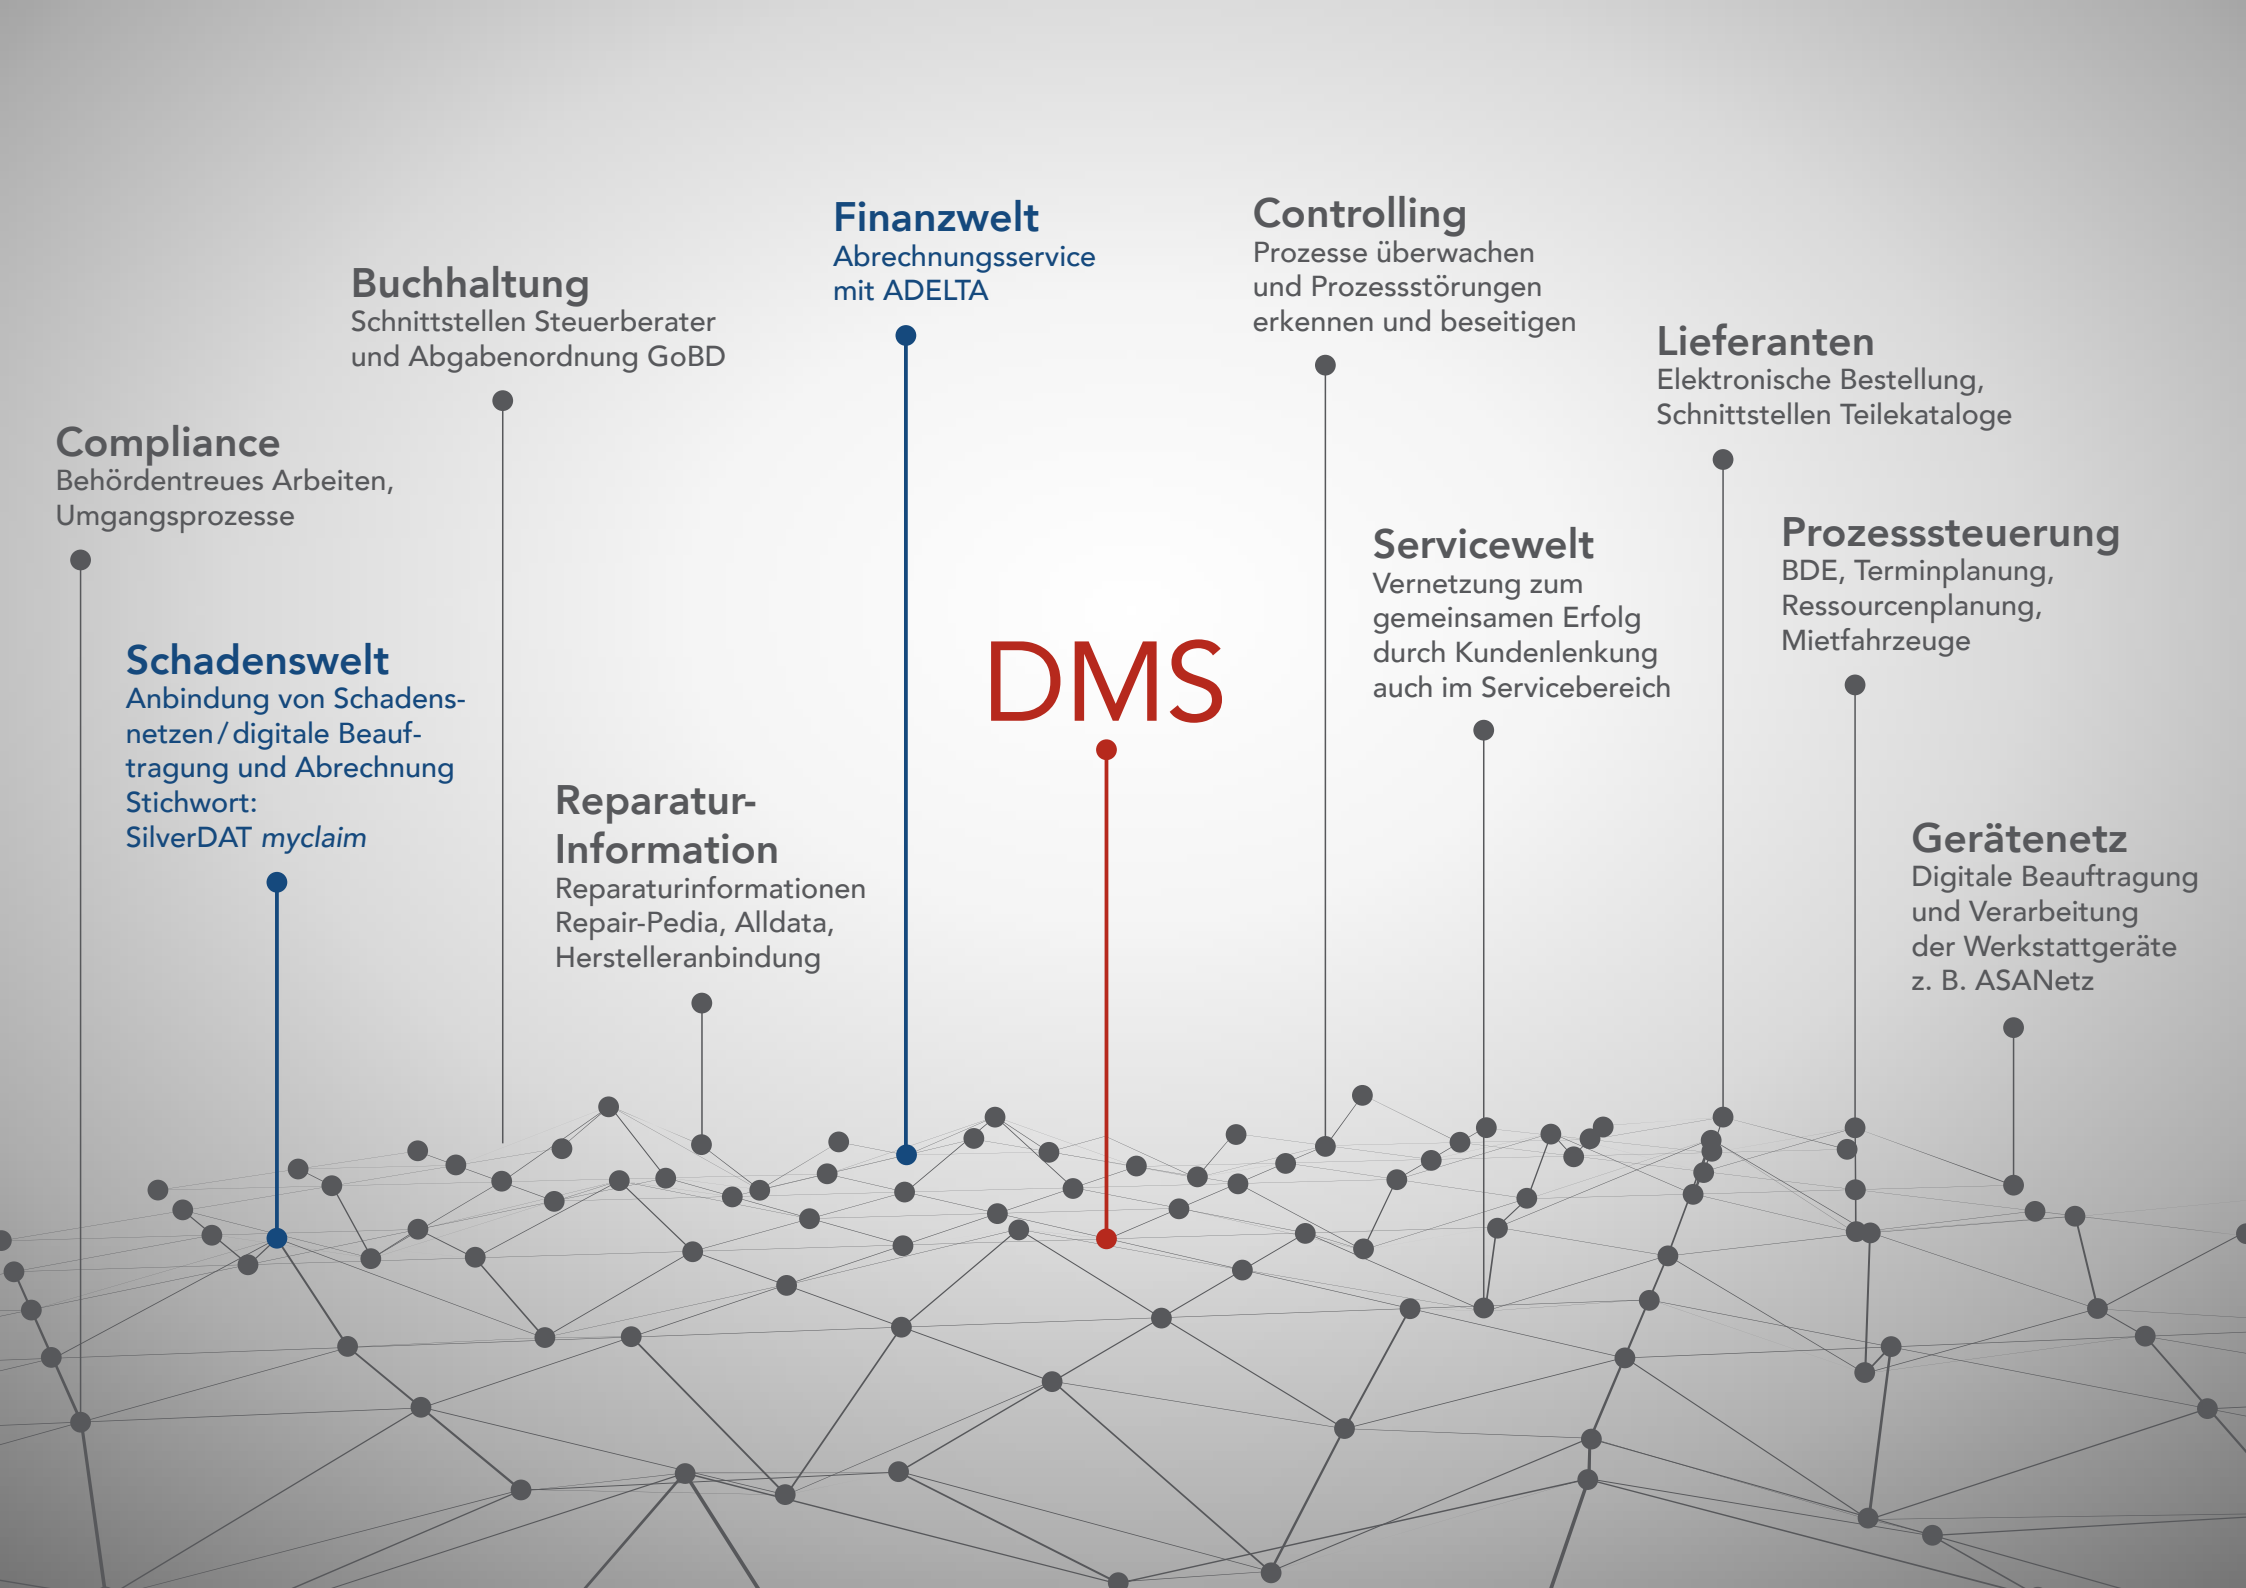 Finanzwelt
Abrechnungsservice
mit ADELTA
Controlling
Prozesse überwachen
und Prozessstörungen
erkennen und beseitigen
Buchhaltung
Schnittstellen Steuerberater
und Abgabenordnung GoBD
Lieferanten
Elektronische Bestellung,
Schnittstellen Teilekataloge
Compliance
Behördentreues Arbeiten,
Umgangsprozesse
Servicewelt
Vernetzung zum
gemeinsamen Erfolg
durch Kundenlenkung
auch im Servicebereich
Prozesssteuerung
BDE, Terminplanung,
Ressourcenplanung,
Mietfahrzeuge
Schadenswelt
Anbindung von Schadens-
netzen/digitale Beauf-
tragung und Abrechnung
Stichwort:
SilverDAT myclaim
DMS
Reparatur-
Information
Reparaturinformationen
Repair-Pedia, Alldata,
Herstelleranbindung
Gerätenetz
Digitale Beauftragung
und Verarbeitung
der Werkstattgeräte
z. B. ASANetz